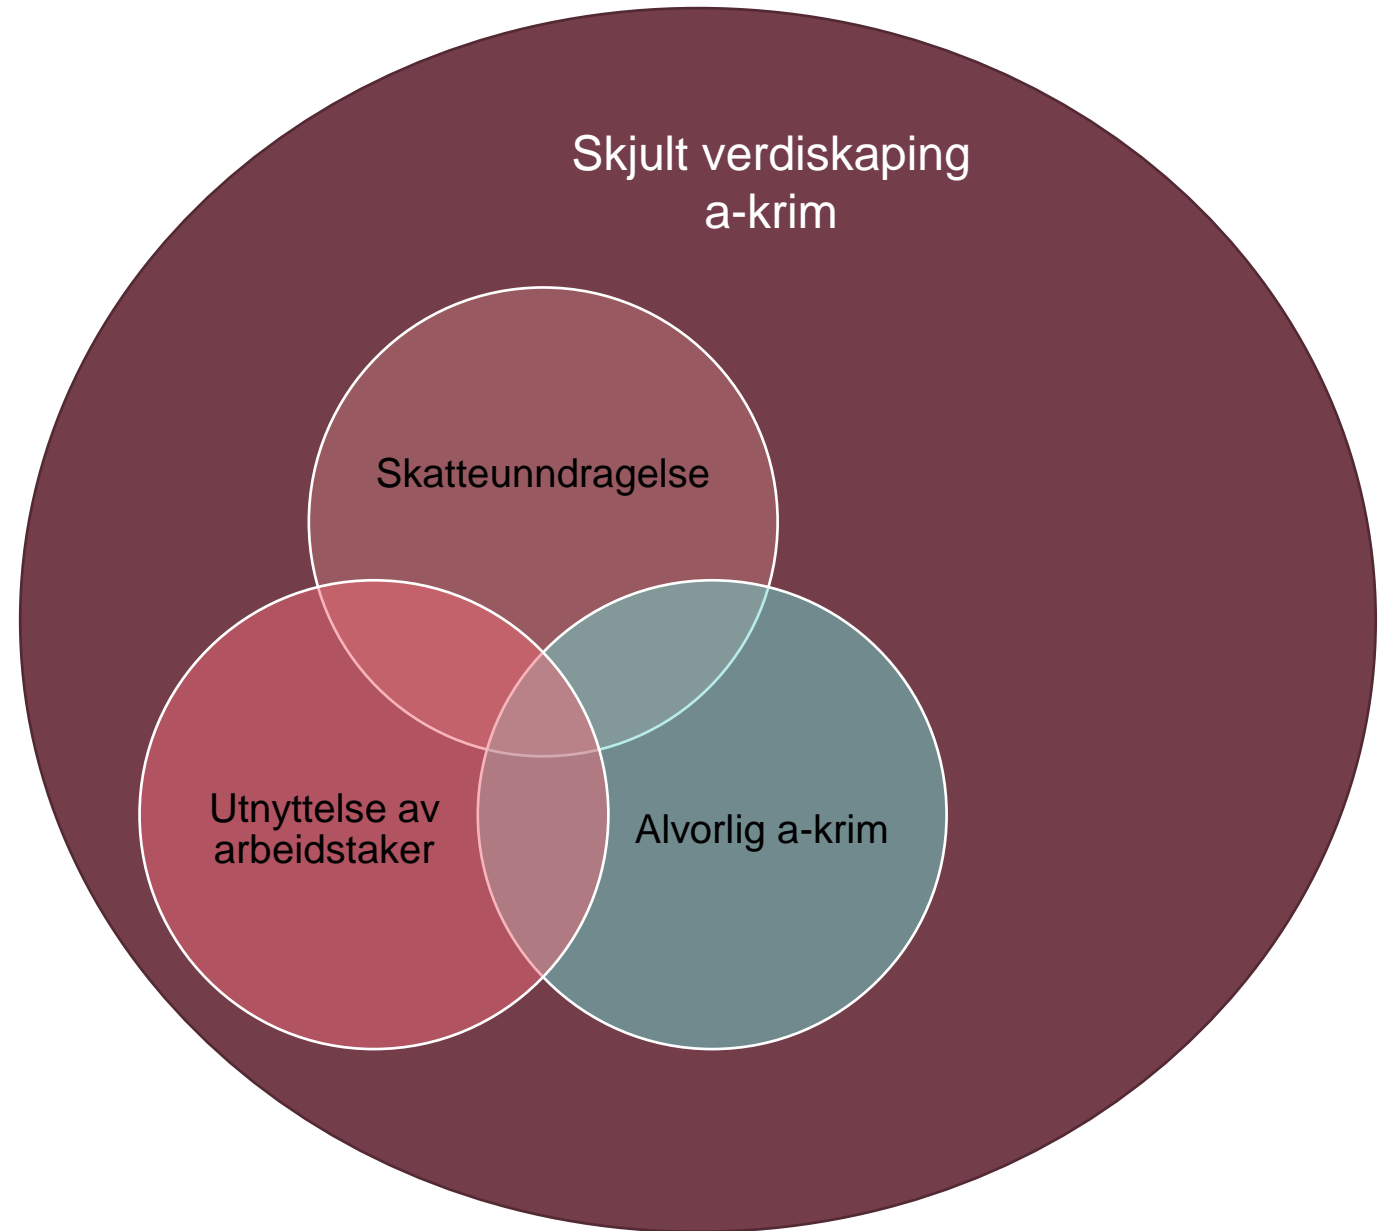 Skjult verdiskaping
a-krim
Skatteunndragelse
Utnyttelse av
arbeidstaker
Alvorlig a-krim